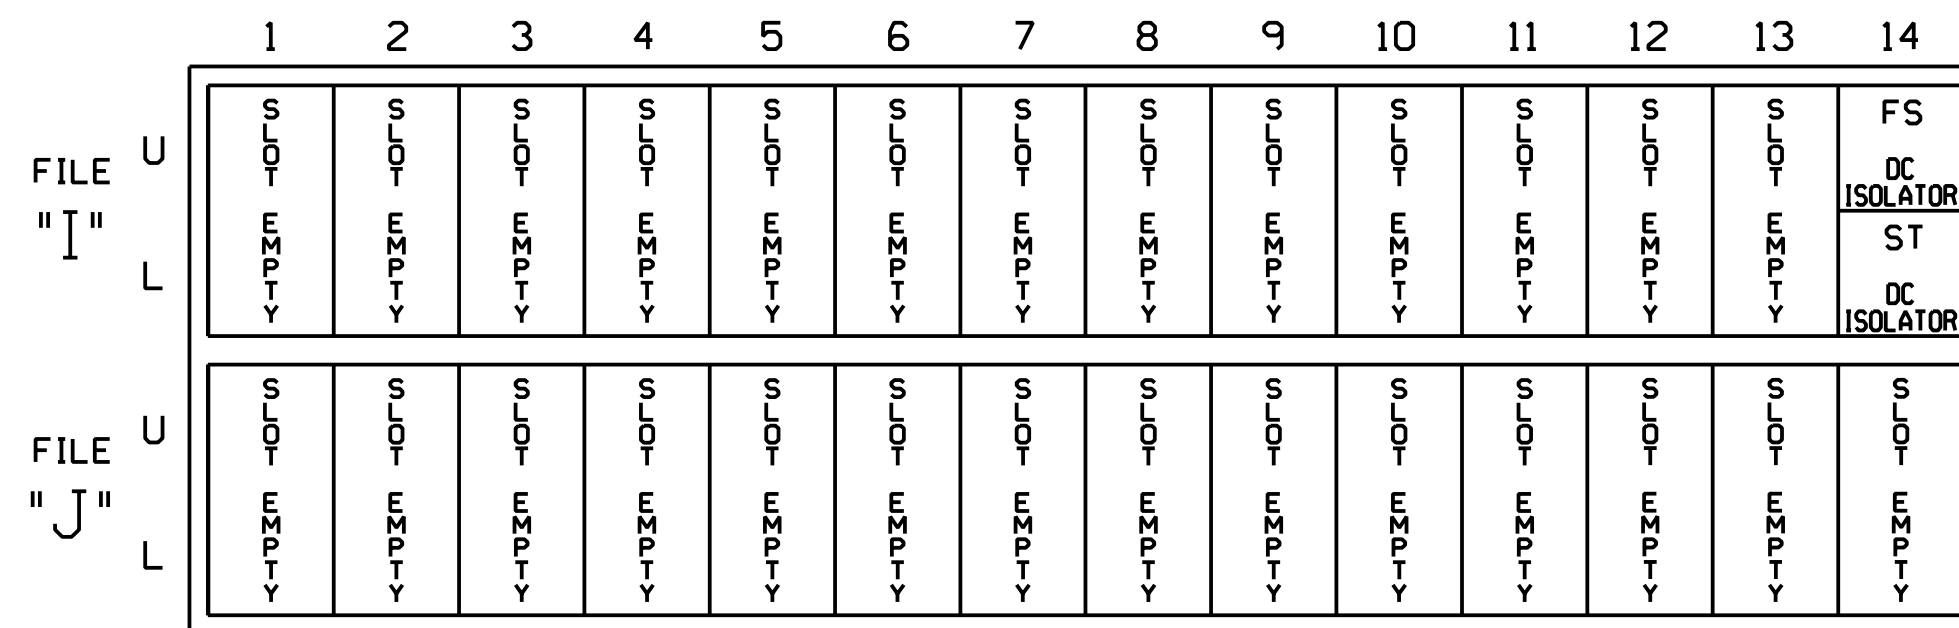 1 2 3 4 5 6 7 8 9 10 11 12 13 14
FILE "I"
U
L
SLOT EMPTY SLOT EMPTY SLOT EMPTY SLOT EMPTY SLOT EMPTY SLOT EMPTY SLOT EMPTY SLOT EMPTY SLOT EMPTY SLOT EMPTY SLOT EMPTY SLOT EMPTY SLOT EMPTY
FS
DC
ISOLATOR
ST
DC
ISOLATOR
FILE "J"
U
L
SLOT EMPTY SLOT EMPTY SLOT EMPTY SLOT EMPTY SLOT EMPTY SLOT EMPTY SLOT EMPTY SLOT EMPTY SLOT EMPTY SLOT EMPTY SLOT EMPTY SLOT EMPTY SLOT EMPTY SLOT EMPTY